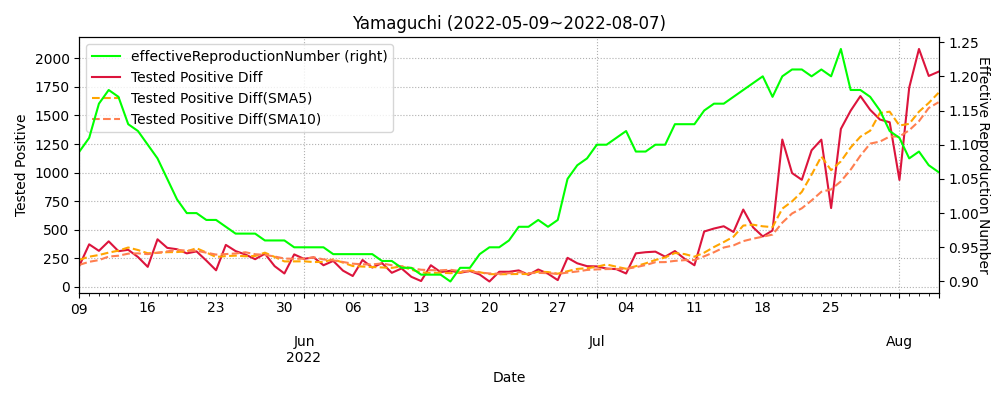 Yamaguchi (2022-05-09~2022-08-07)
effectiveReproductionNumber (right)
Tested Positive Diff
Tested Positive Diff(SMA5)
Tested Positive Diff(SMA10)
Tested Positive
2000
1750
1500
1250
1000
750
500
250
0
1.25
1.20
1.15
1.10
1.05
1.00
0.95
0.90
Effective Reproduction Number
09 16 23 30 06 13 20 27 04 11 18 25
Jun Jul Aug
2022
Date